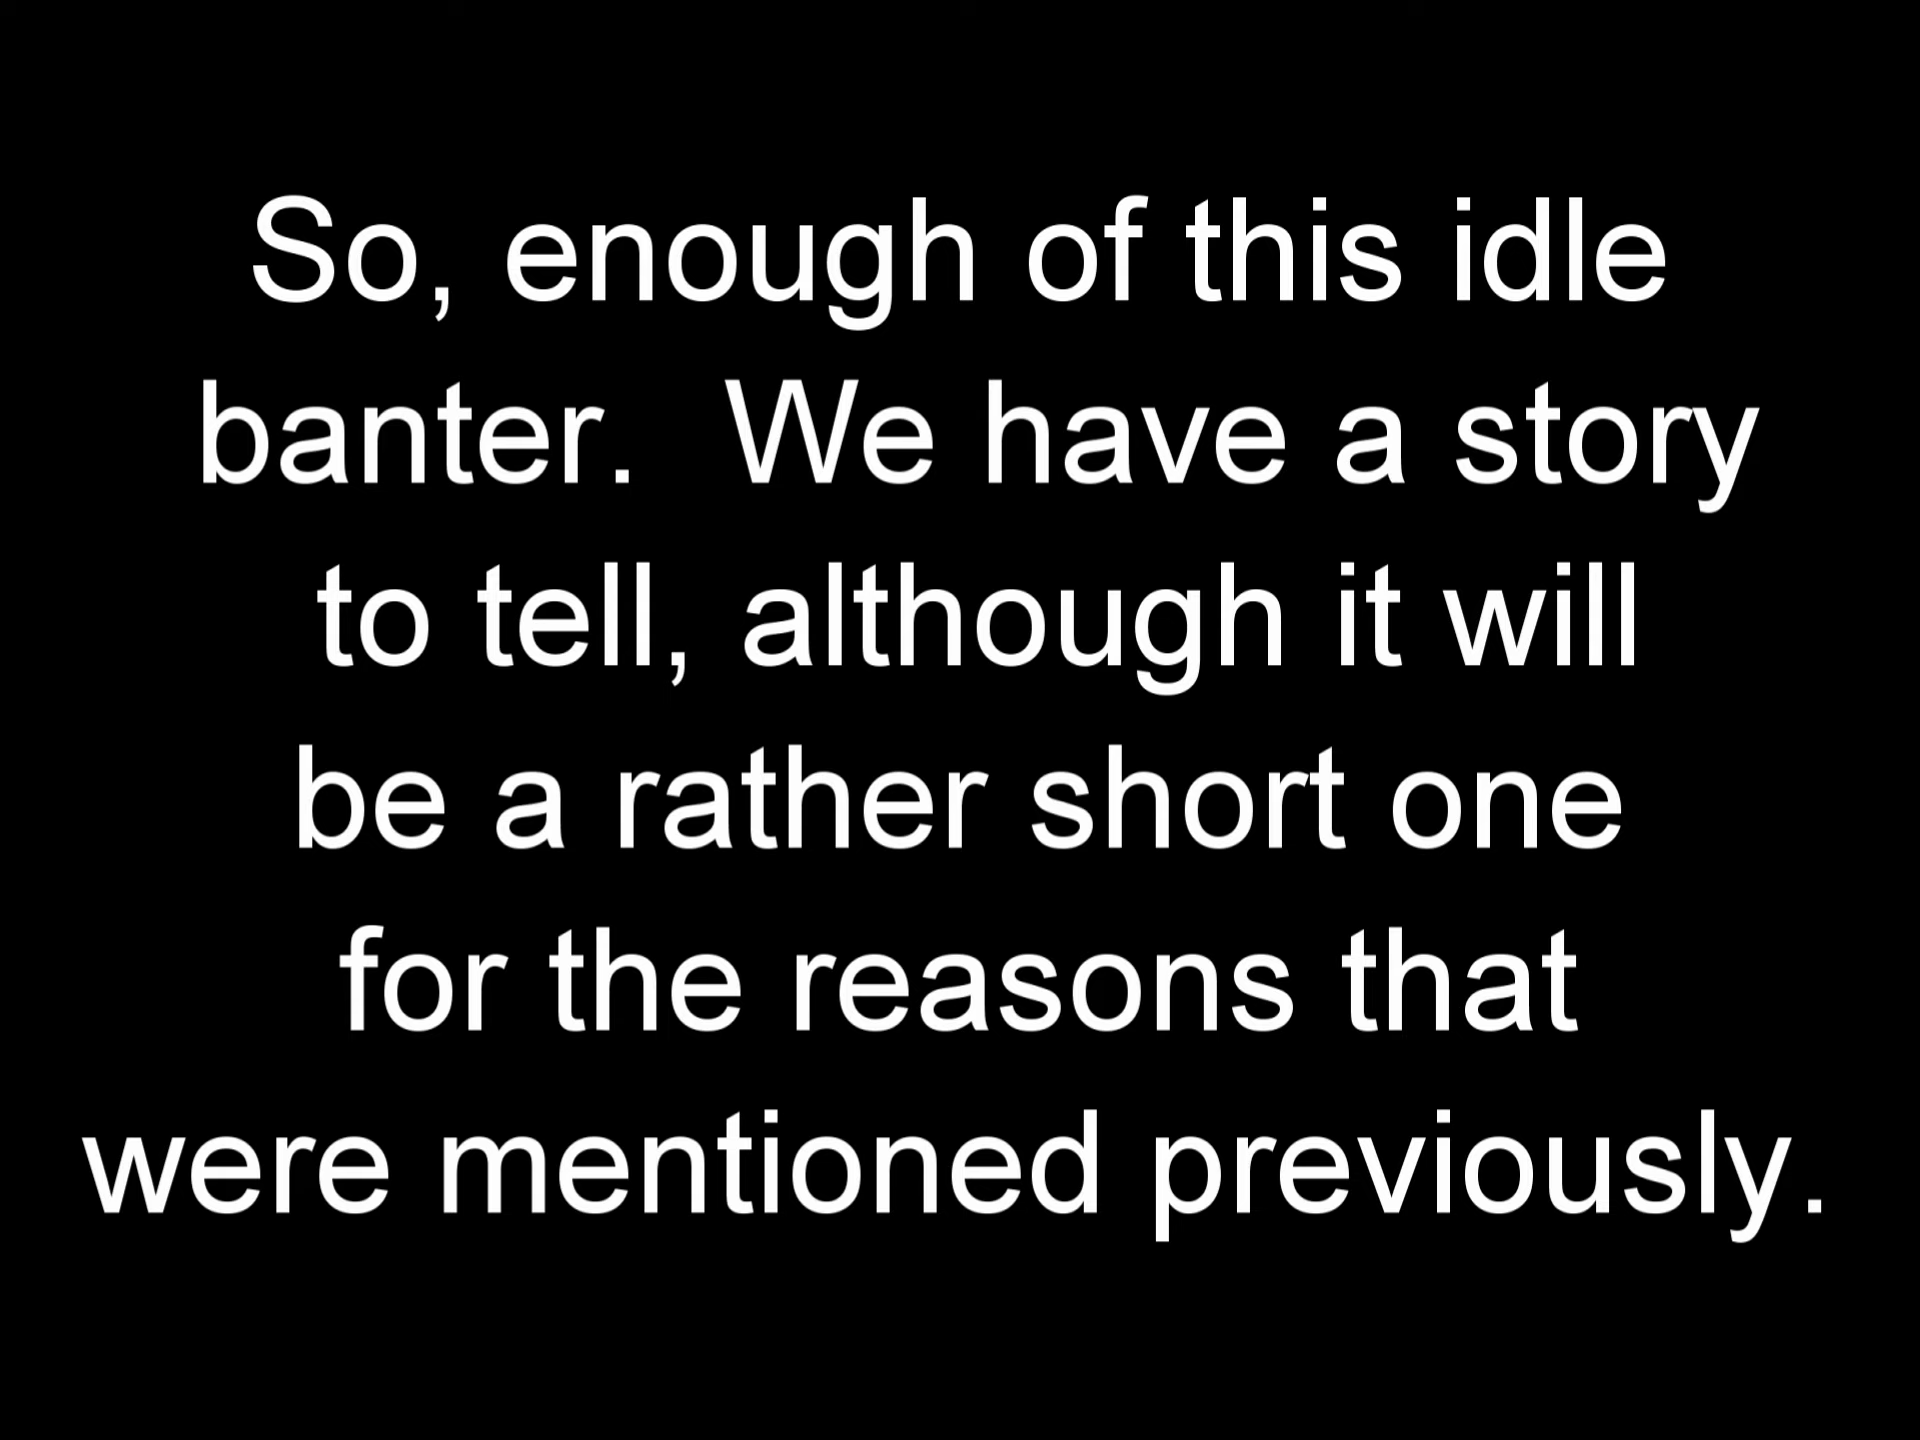 So, enough of this idle
banter.  We have a story
to tell, although it will
be a rather short one
for the reasons that
were mentioned previously.